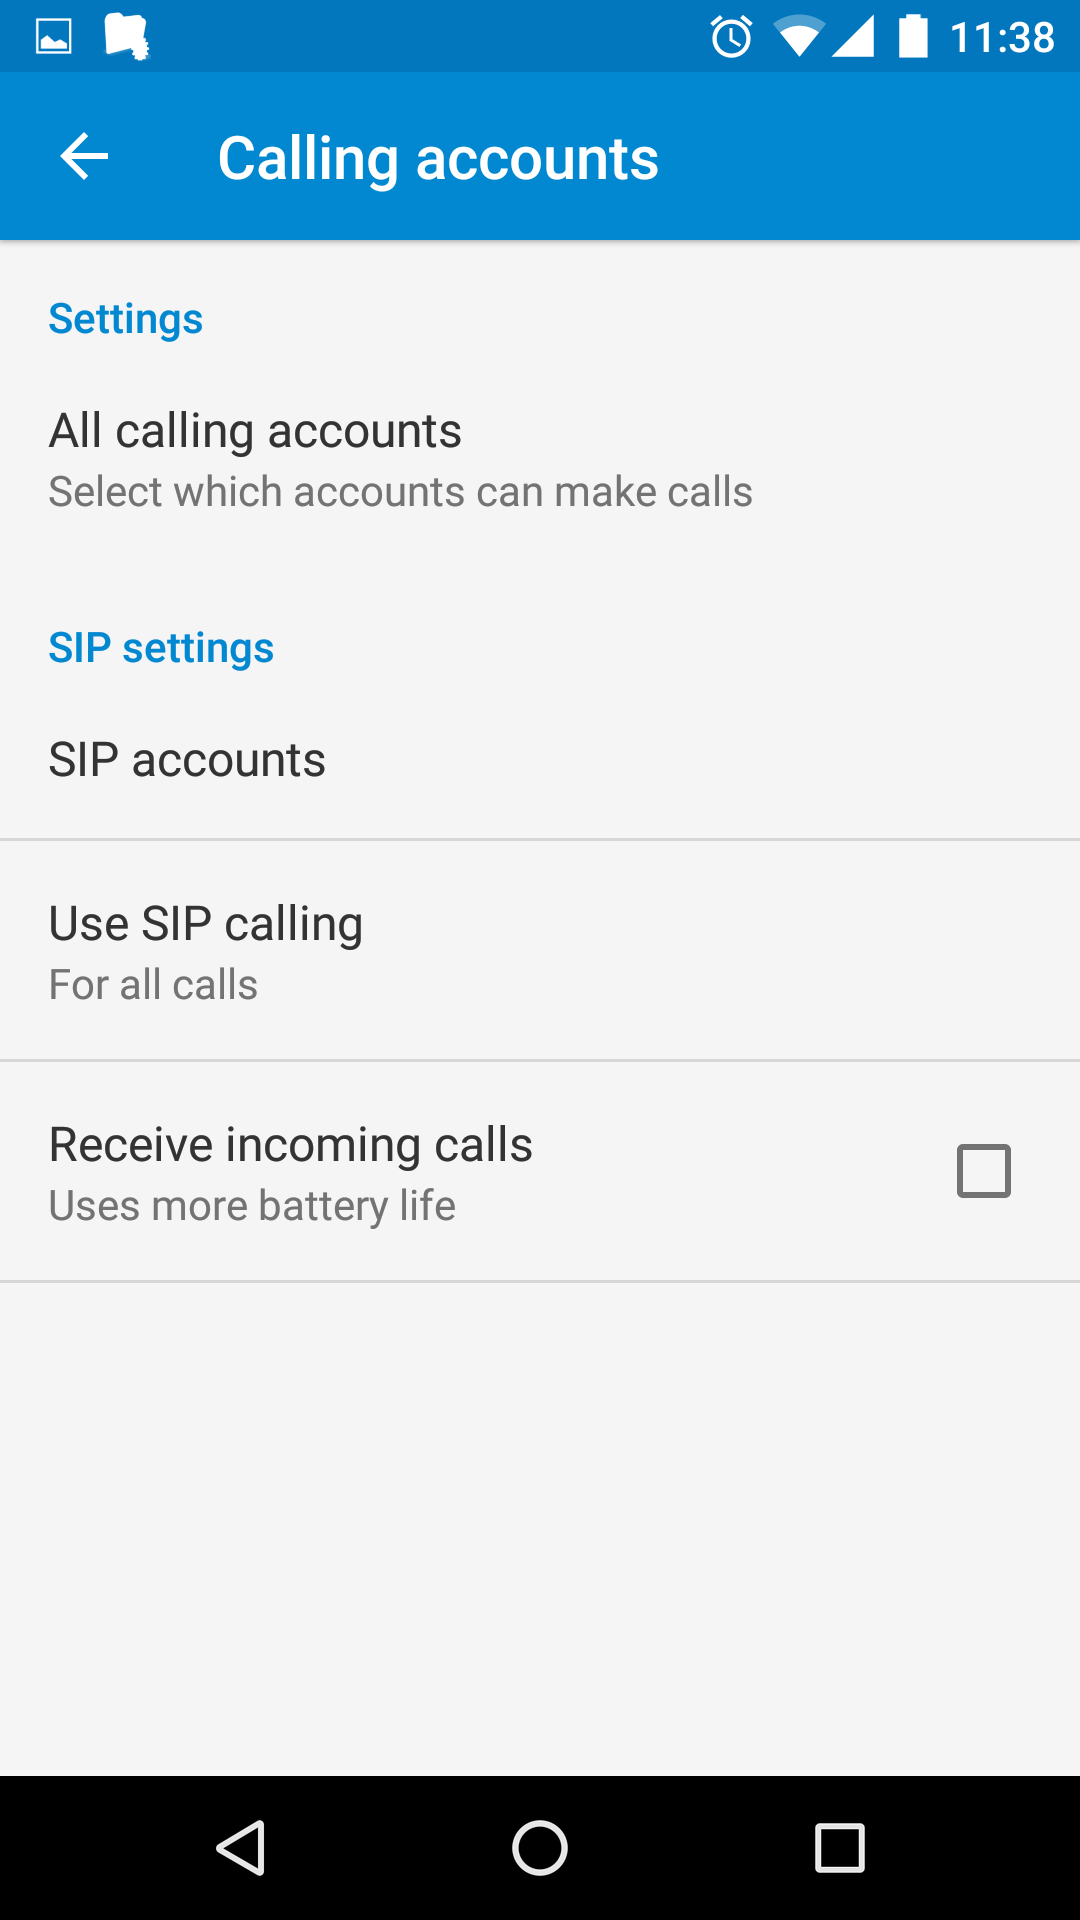 11:38
Calling accounts
Settings
All calling accounts
Select which accounts can make calls
SIP settings
SIP accounts
Use SIP calling
For all calls
Receive incoming calls
Uses more battery life